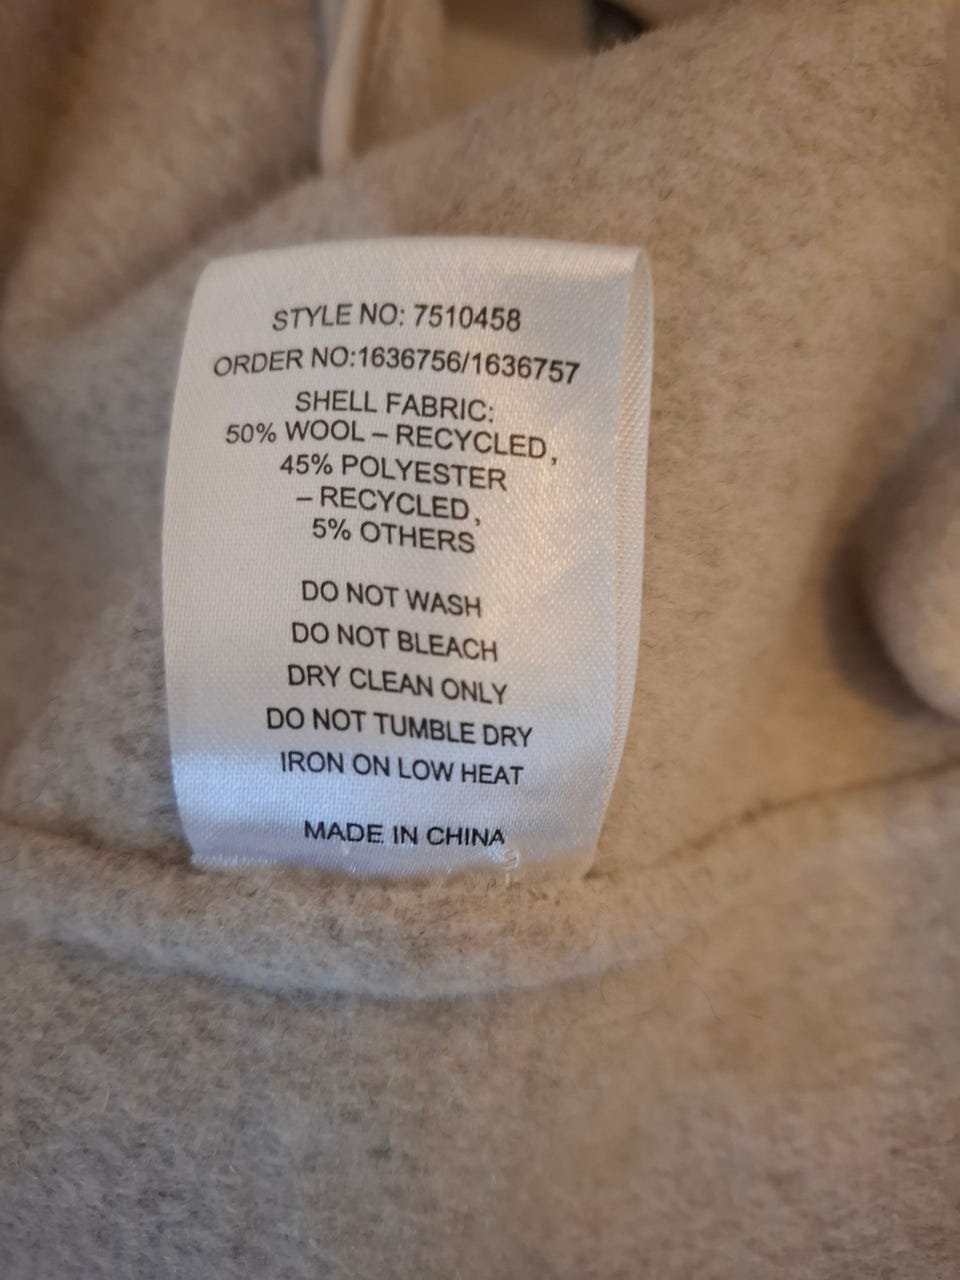 STYLE NO: 7510458
ORDER NO:1636756/1636757
SHELL FABRIC:
50% WOOL – RECYCLED,
45% POLYESTER
– RECYCLED,
5% OTHERS
DO NOT WASH
DO NOT BLEACH
DRY CLEAN ONLY
DO NOT TUMBLE DRY
IRON ON LOW HEAT
MADE IN CHINA